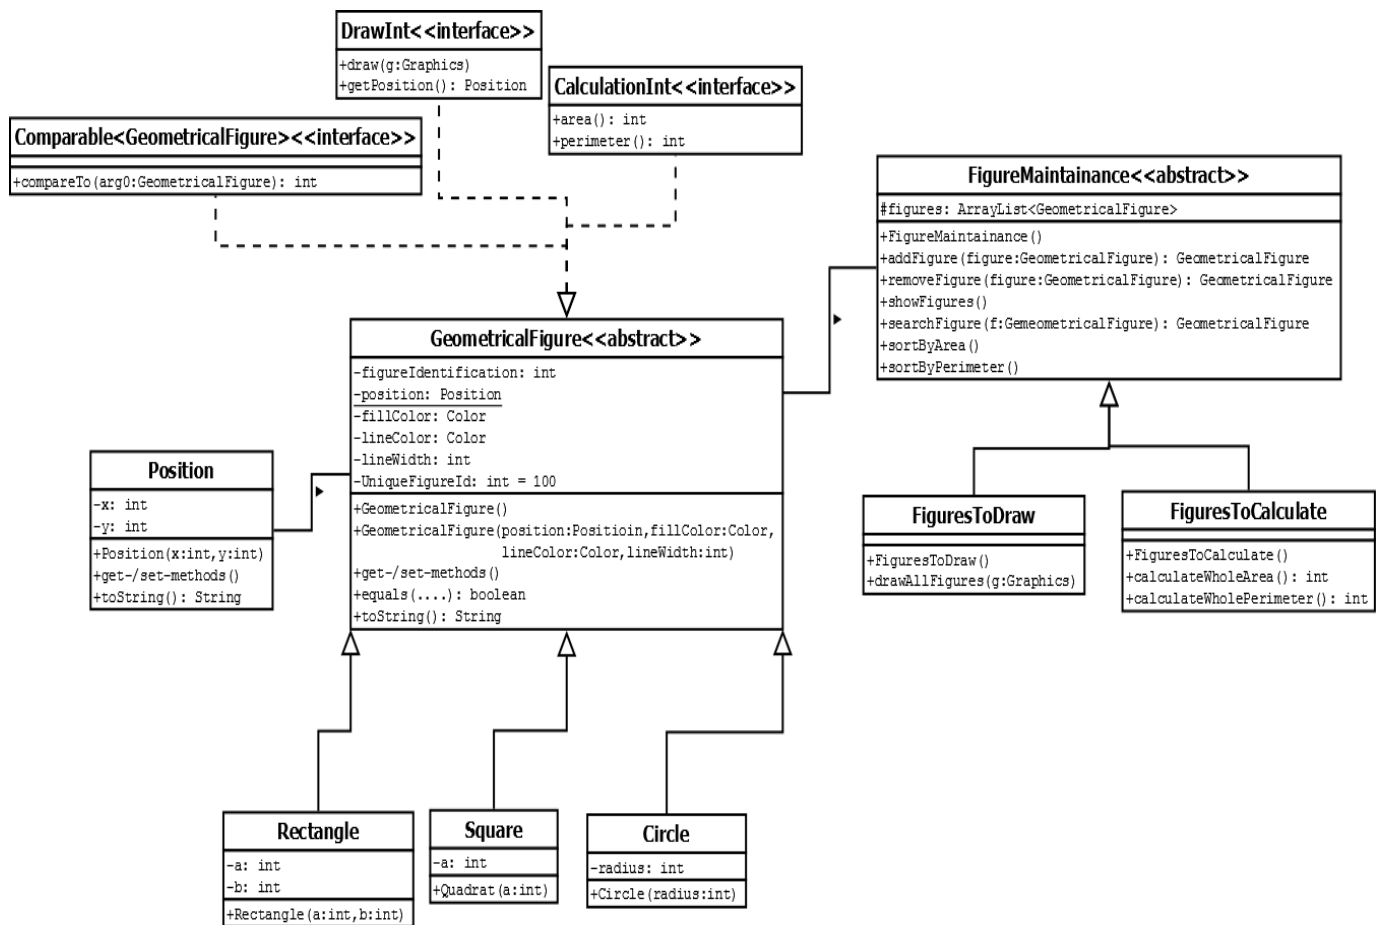 DrawInt<<interface>>
+draw(g:Graphics)
+getPosition(): Position
CalculationInt<<interface>>
+area(): int
+perimeter(): int
Comparable<GeometricalFigure><<interface>>
+compareTo(arg0:GeometricalFigure): int
FigureMaintainance<<abstract>>
#figures: ArrayList<GeometricalFigure>
+FigureMaintainance()
+addFigure(figure:GeometricalFigure): GeometricalFigure
+removeFigure(figure:GeometricalFigure): GeometricalFigure
+showFigures()
+searchFigure(f:GemeometricalFigure): GeometricalFigure
+sortByArea()
+sortByPerimeter()
GeometricalFigure<<abstract>>
-figureIdentification: int
-position: Position
-fillColor: Color
-lineColor: Color
-lineWidth: int
-UniqueFigureId: int = 100
+GeometricalFigure()
+GeometricalFigure(position:Positioin,fillColor:Color,
lineColor:Color,lineWidth:int)
+get-/set-methods()
+equals(....): boolean
+toString(): String
Position
-x: int
-y: int
+Position(x:int,y:int)
+get-/set-methods()
+toString(): String
FiguresToDraw
+FiguresToDraw()
+drawAllFigures(g:Graphics)
FiguresToCalculate
+FiguresToCalculate()
+calculateWholeArea(): int
+calculateWholePerimeter(): int
Rectangle
-a: int
-b: int
+Rectangle(a:int,b:int)
Square
-a: int
+Quadrat(a:int)
Circle
-radius: int
+Circle(radius:int)